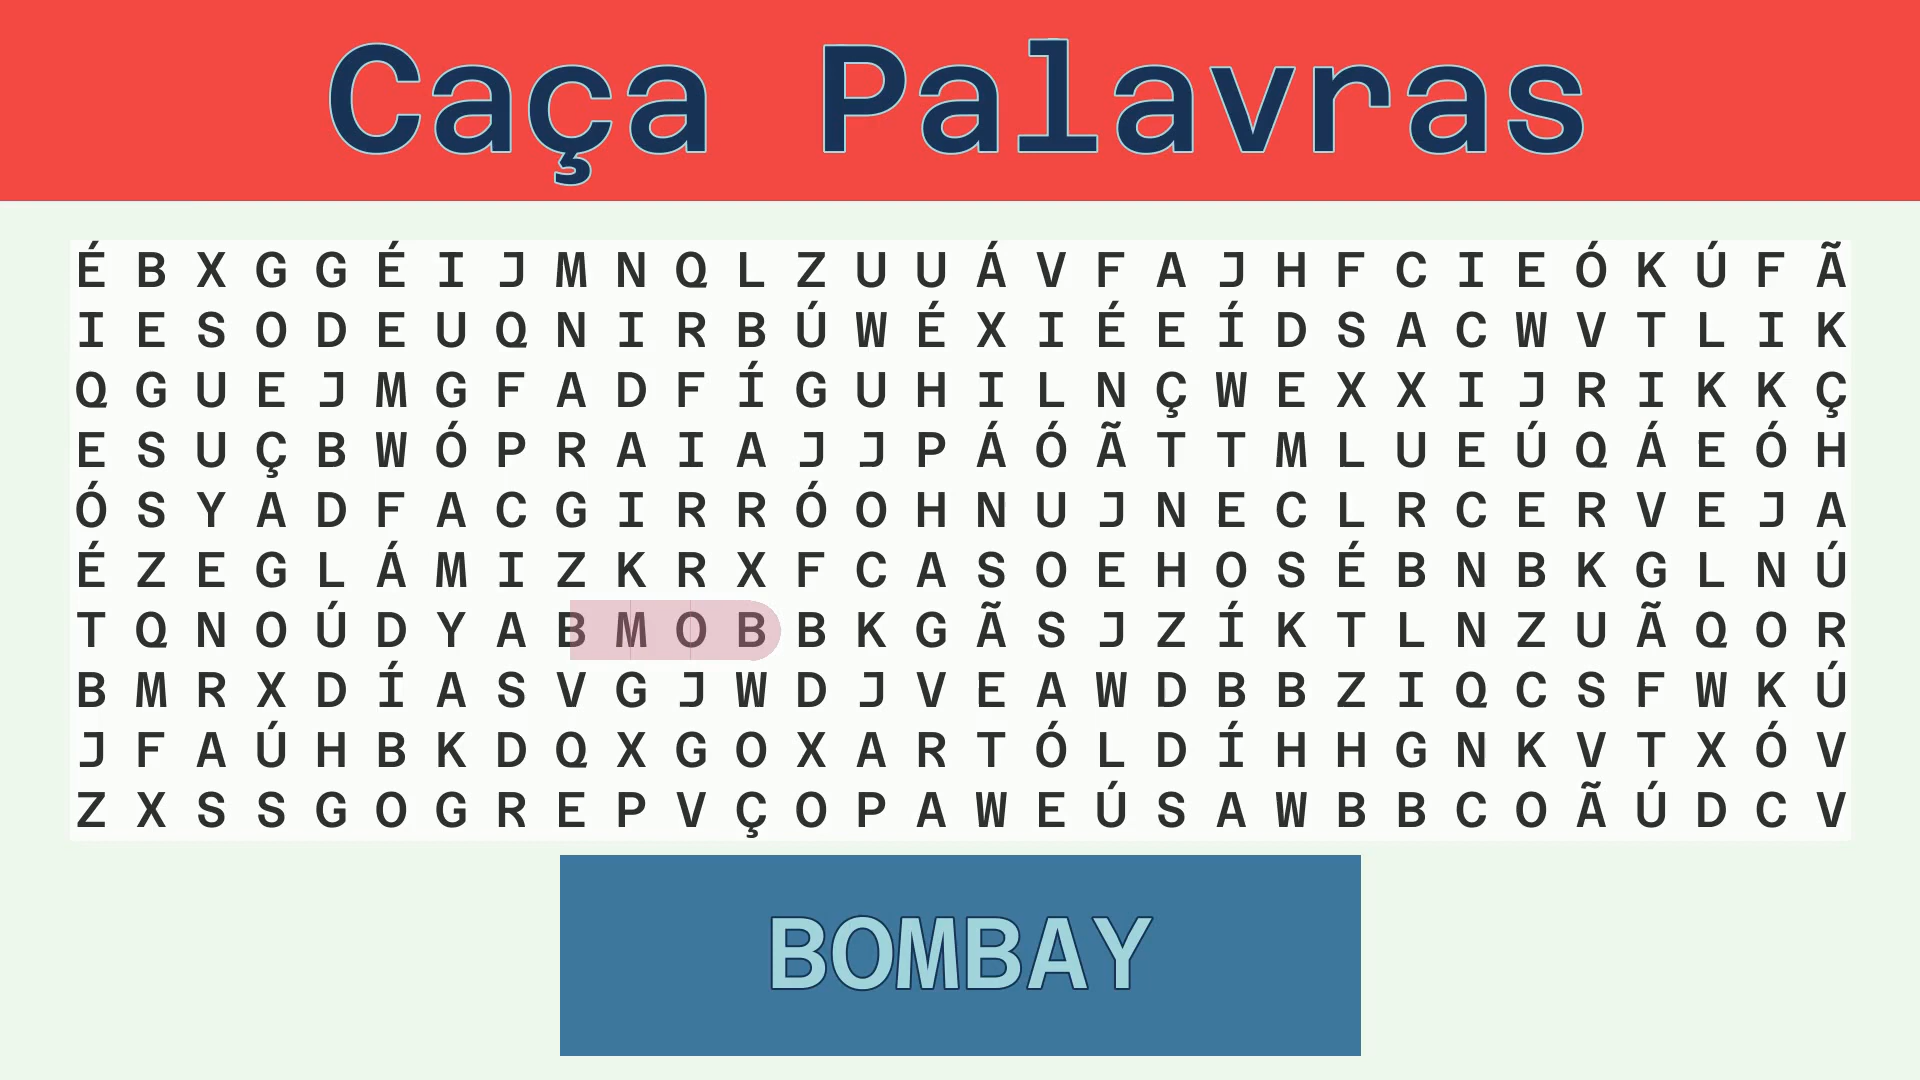 Caça Palavras
É B X G G É I J M N Q L Z U U Á V F A J H F C I E Ó K Ú F Ã
I E S O D E U Q N I R B Ú W É X I É E Í D S A C W V T L I K
Q G U E J M G F A D F Í G U H I L N Ç W E X X I J R I K K Ç
E S U Ç B W Ó P R A I A J J P Á Ó Ã T T M L U E Ú Q Á E Ó H
Ó S Y A D F A C G I R R Ó O H N U J N E C L R C E R V E J A
É Z E G L Á M I Z K R X F C A S O E H O S É B N B K G L N Ú
T Q N O Ú D Y A B M O B B K G Ã S J Z Í K T L N Z U Ã Q O R
B M R X D Í A S V G J W D J V E A W D B B Z I Q C S F W K Ú
J F A Ú H B K D Q X G O X A R T Ó L D Í H H G N K V T X Ó V
Z X S S G O G R E P V Ç O P A W E Ú S A W B B C O Ã Ú D C V
BOMBAY